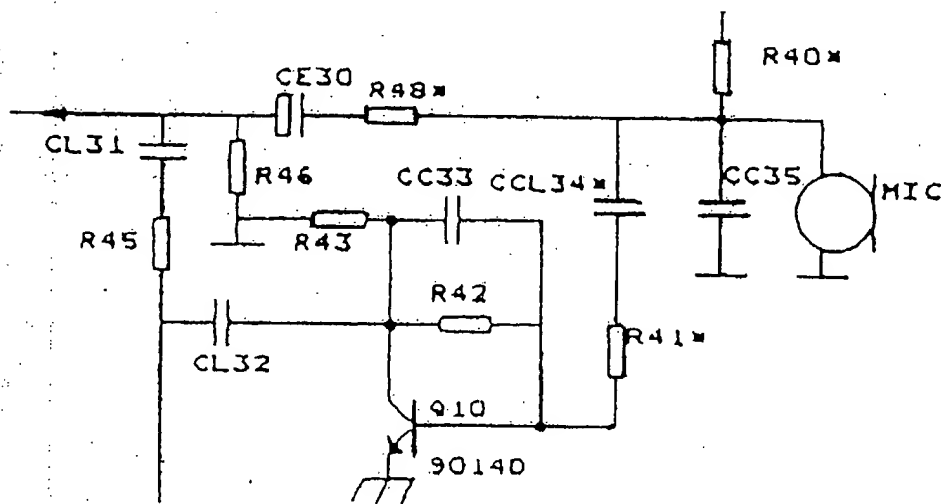 R40*
CE30
R48*
CL31
R46
CC33
CCL34*
CC35
MIC
R45
R43
R42
R41*
CL32
Q10
9014D